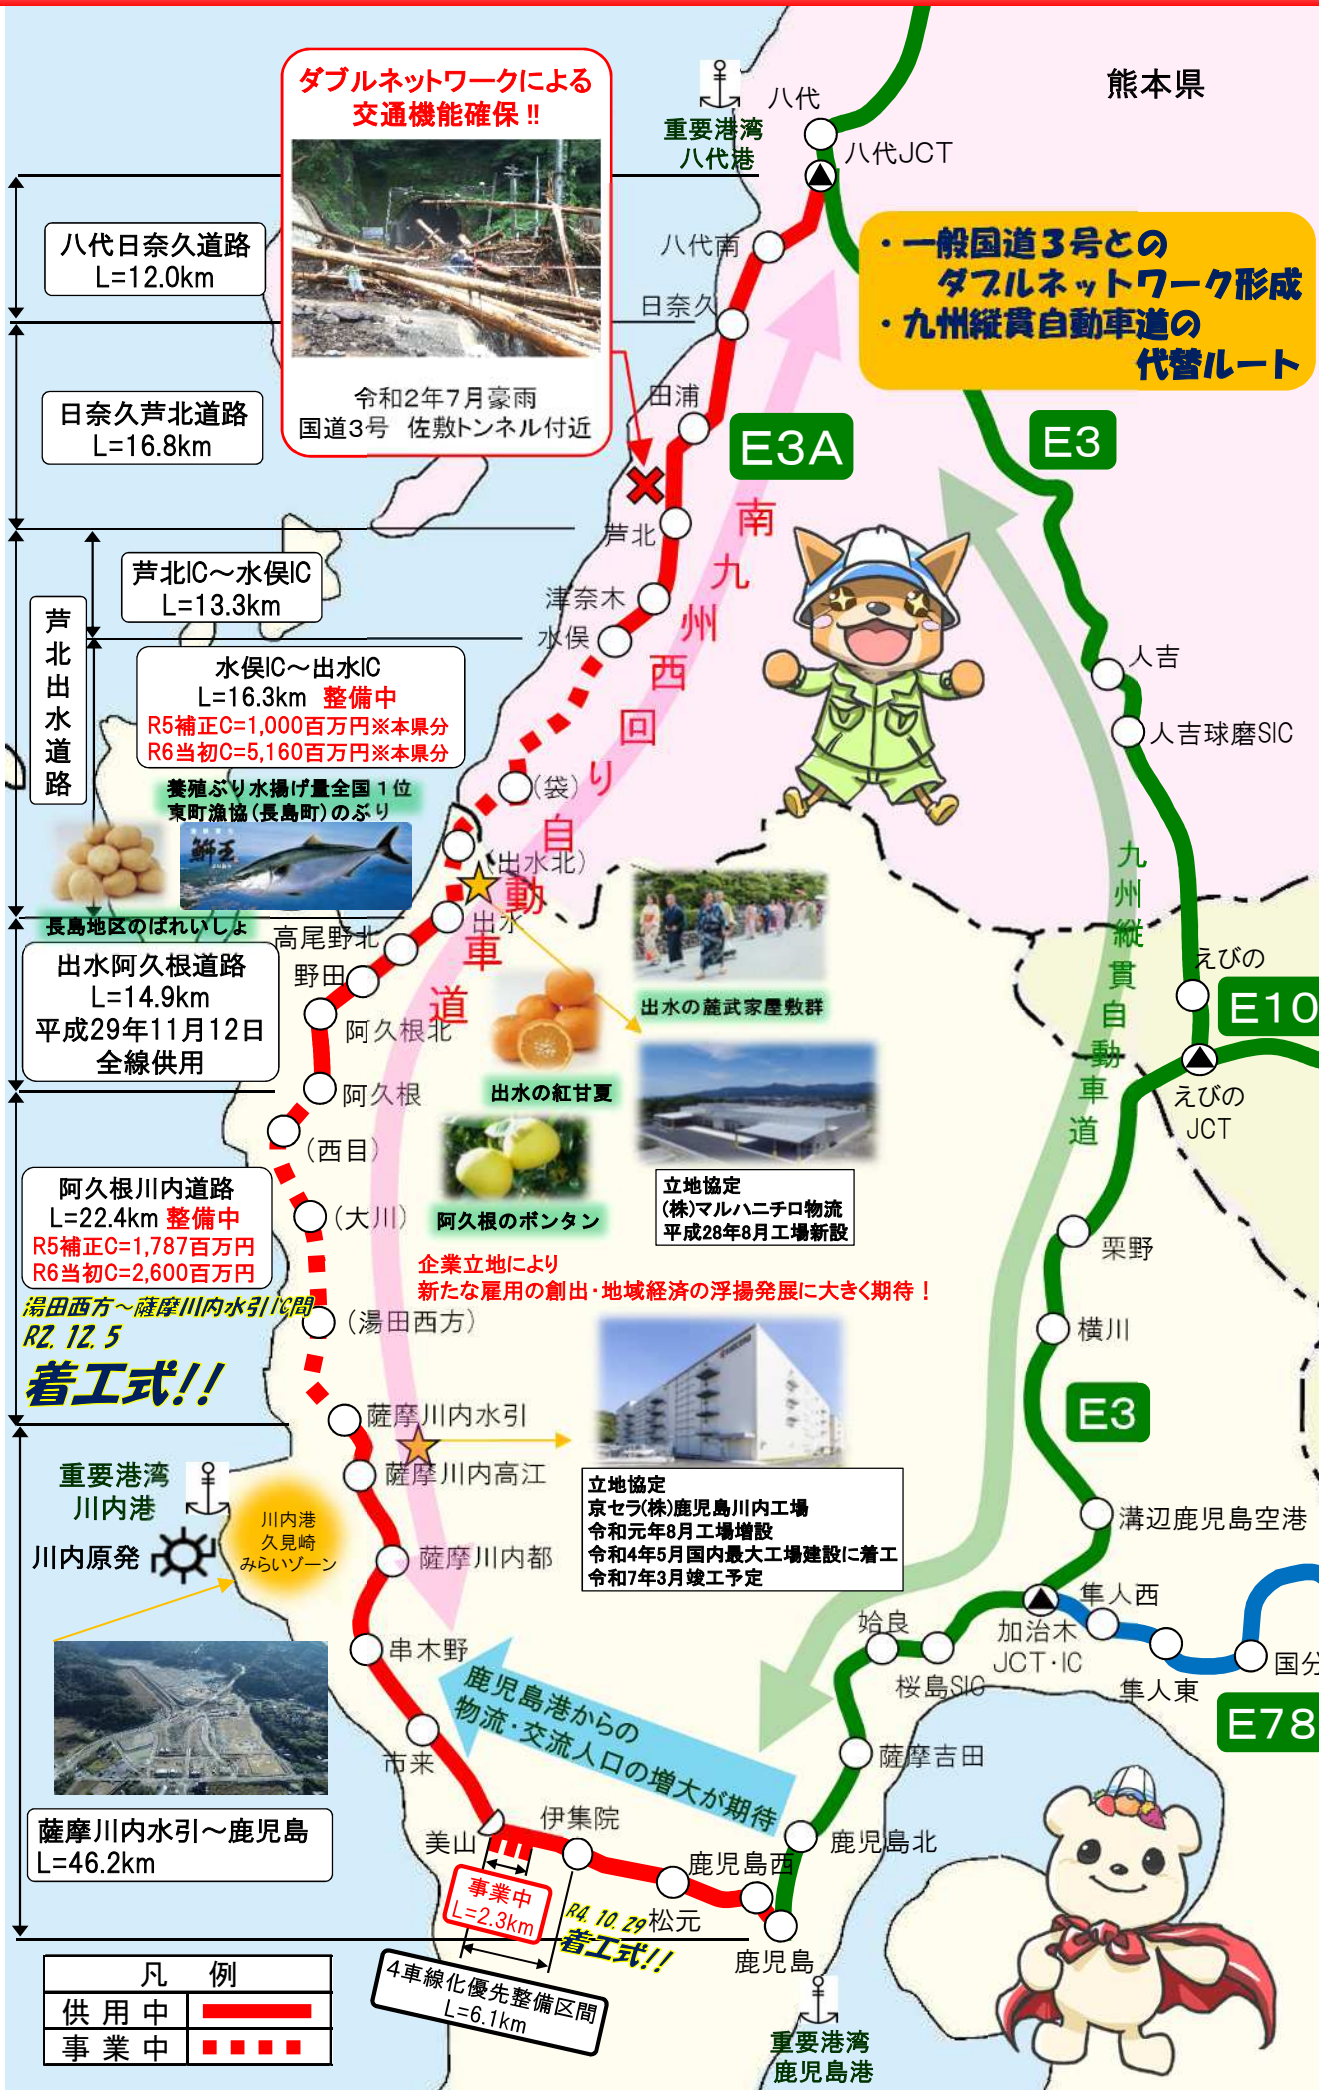 ダブルネットワークによる
交通機能確保!!
令和2年7月豪雨
国道3号 佐敷トンネル付近
重要港湾
八代港
熊本県
八代
八代JCT
八代南
日奈久
田浦
芦北
津奈木
水俣
(袋)
(出水北)
出水
高尾野北
野田
阿久根北
阿久根
(西目)
(大川)
(湯田西方)
薩摩川内水引
薩摩川内高江
薩摩川内都
串木野
市来
美山
伊集院
松元
鹿児島西
鹿児島
・一般国道3号との
ダブルネットワーク形成
・九州縦貫自動車道の
代替ルート
E3A
E3
南九州西回り自動車道
九州縦貫自動車道
人吉
人吉球磨SIC
えびの
E10
えびの
JCT
栗野
横川
E3
溝辺鹿児島空港
加治木
JCT・IC
隼人西
隼人東
国分
E78
姶良
桜島SIC
薩摩吉田
鹿児島北
八代日奈久道路
L=12.0km
日奈久芦北道路
L=16.8km
芦北出水道路
芦北IC～水俣IC
L=13.3km
水俣IC～出水IC
L=16.3km 整備中
R5補正C=1,000百万円※本県分
R6当初C=5,160百万円※本県分
養殖ぶり水揚げ量全国1位
東町漁協(長島町)のぶり
鰤王
長島地区のばれいしょ
出水阿久根道路
L=14.9km
平成29年11月12日
全線供用
出水の麓武家屋敷群
出水の紅甘夏
阿久根のボンタン
立地協定
(株)マルハニチロ物流
平成28年8月工場新設
阿久根川内道路
L=22.4km 整備中
R5補正C=1,787百万円
R6当初C=2,600百万円
湯田西方～薩摩川内水引IC間
R2.12.5
着工式!!
企業立地により
新たな雇用の創出・地域経済の浮揚発展に大きく期待！
立地協定
京セラ(株)鹿児島川内工場
令和元年8月工場増設
令和4年5月国内最大工場建設に着工
令和7年3月竣工予定
重要港湾
川内港
川内原発
川内港
久見崎
みらいゾーン
薩摩川内水引～鹿児島
L=46.2km
鹿児島港からの
物流・交流人口の増大が期待
事業中
L=2.3km
R4.10.29
着工式!!
4車線化優先整備区間
L=6.1km
重要港湾
鹿児島港
凡 例
供用中
事業中